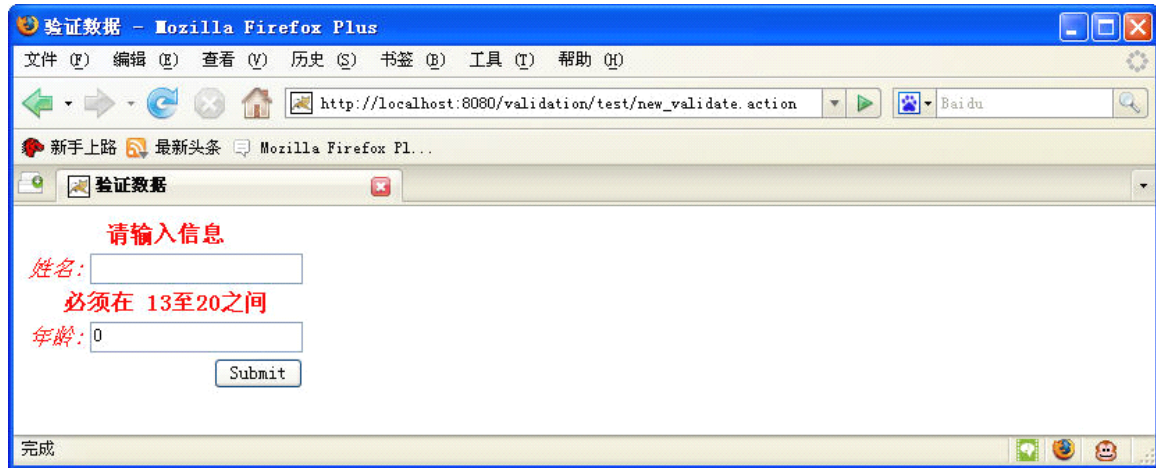 验证数据 - Mozilla Firefox Plus
文件 (F) 编辑 (E) 查看 (V) 历史 (S) 书签 (B) 工具 (T) 帮助 (H)
http://localhost:8080/validation/test/new_validate.action Baidu
新手上路 最新头条 Mozilla Firefox Pl...
验证数据
请输入信息
姓名:
必须在 13至20之间
年龄: 0
Submit
完成